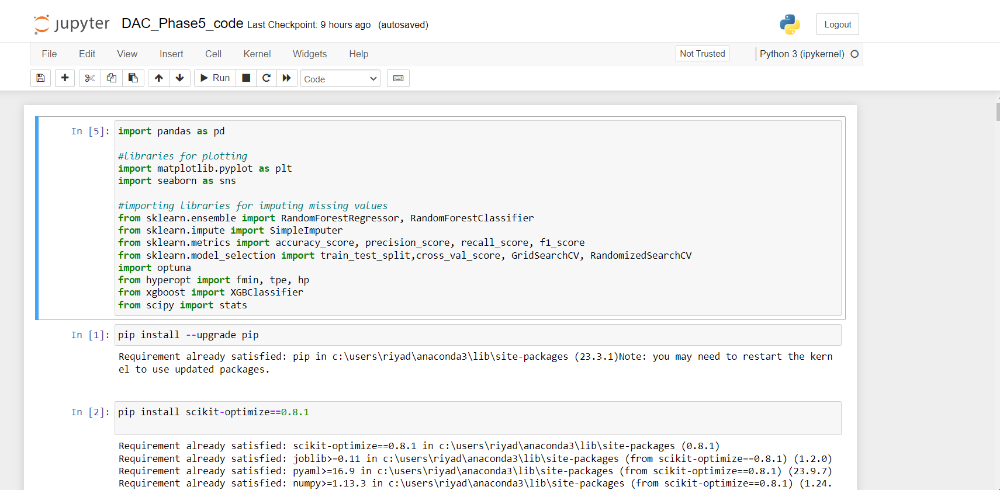 jupyter DAC_Phase5_code Last Checkpoint: 9 hours ago (autosaved) Logout
File Edit View Insert Cell Kernel Widgets Help Not Trusted Python 3 (ipykernel)
Run Code
In [5]: import pandas as pd
#libraries for plotting
import matplotlib.pyplot as plt
import seaborn as sns
#importing libraries for imputing missing values
from sklearn.ensemble import RandomForestRegressor, RandomForestClassifier
from sklearn.impute import SimpleImputer
from sklearn.metrics import accuracy_score, precision_score, recall_score, f1_score
from sklearn.model_selection import train_test_split,cross_val_score, GridSearchCV, RandomizedSearchCV
import optuna
from hyperopt import fmin, tpe, hp
from xgboost import XGBClassifier
from scipy import stats
In [1]: pip install --upgrade pip
Requirement already satisfied: pip in c:\users\riyad\anaconda3\lib\site-packages (23.3.1)Note: you may need to restart the kern
el to use updated packages.
In [2]: pip install scikit-optimize==0.8.1
Requirement already satisfied: scikit-optimize==0.8.1 in c:\users\riyad\anaconda3\lib\site-packages (0.8.1)
Requirement already satisfied: joblib>=0.11 in c:\users\riyad\anaconda3\lib\site-packages (from scikit-optimize==0.8.1) (1.2.0)
Requirement already satisfied: pyaml>=16.9 in c:\users\riyad\anaconda3\lib\site-packages (from scikit-optimize==0.8.1) (23.9.7)
Requirement already satisfied: numpy>=1.13.3 in c:\users\riyad\anaconda3\lib\site-packages (from scikit-optimize==0.8.1) (1.24.